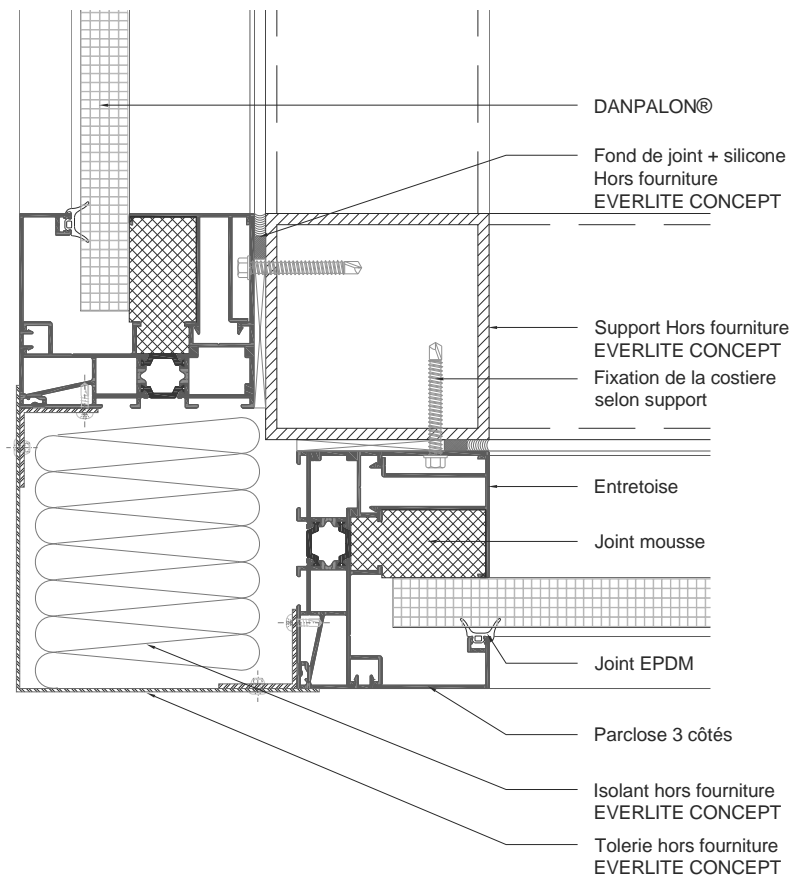 DANPALON®
Fond de joint + silicone
Hors fourniture
EVERLITE CONCEPT
Support Hors fourniture
EVERLITE CONCEPT
Fixation de la costiere
selon support
Entretoise
Joint mousse
Joint EPDM
Parclose 3 côtés
Isolant hors fourniture
EVERLITE CONCEPT
Tolerie hors fourniture
EVERLITE CONCEPT